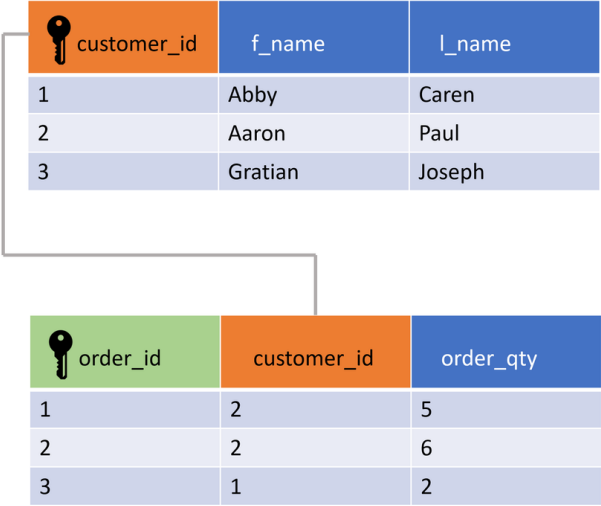 customer_id f_name l_name
1 Abby Caren
2 Aaron Paul
3 Gratian Joseph
order_id customer_id order_qty
1 2 5
2 2 6
3 1 2